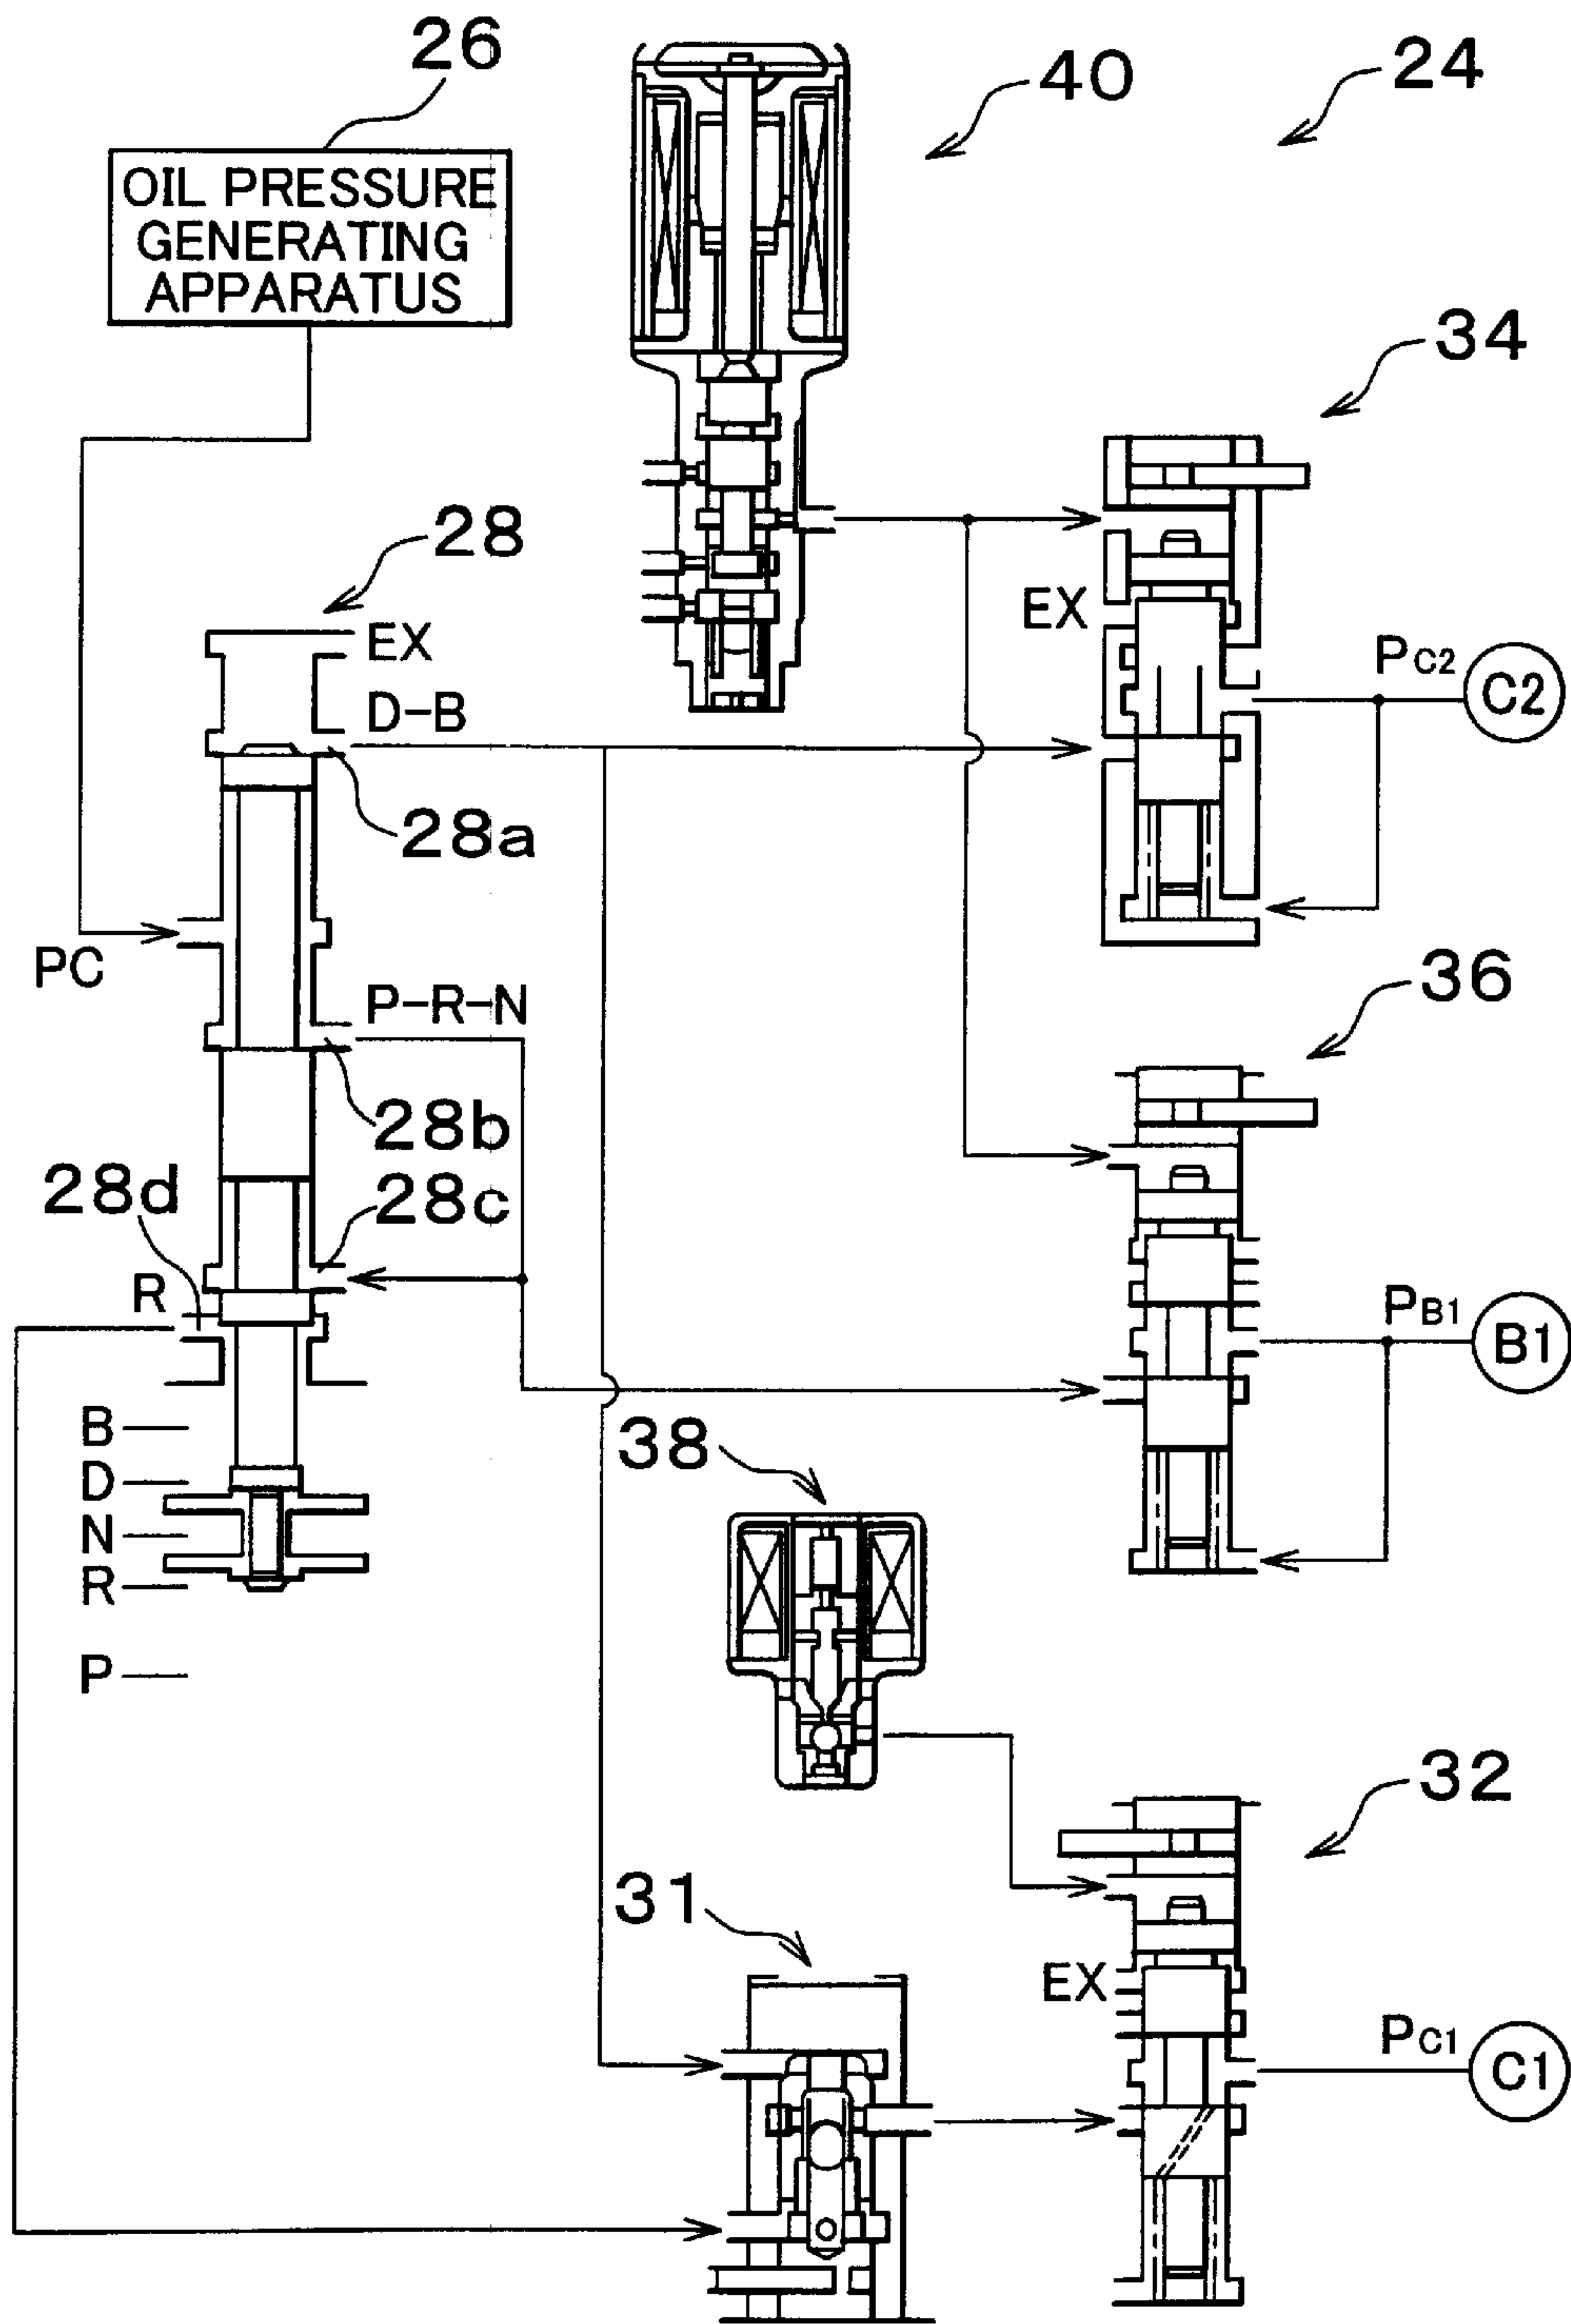 26
40
24
OIL PRESSURE
GENERATING
APPARATUS
34
28
EX
EX
D-B
PC2
C2
28a
PC
P-R-N
36
28b
28d
28c
R
PB1
B1
B
38
D
N
R
P
32
31
EX
PC1
C1